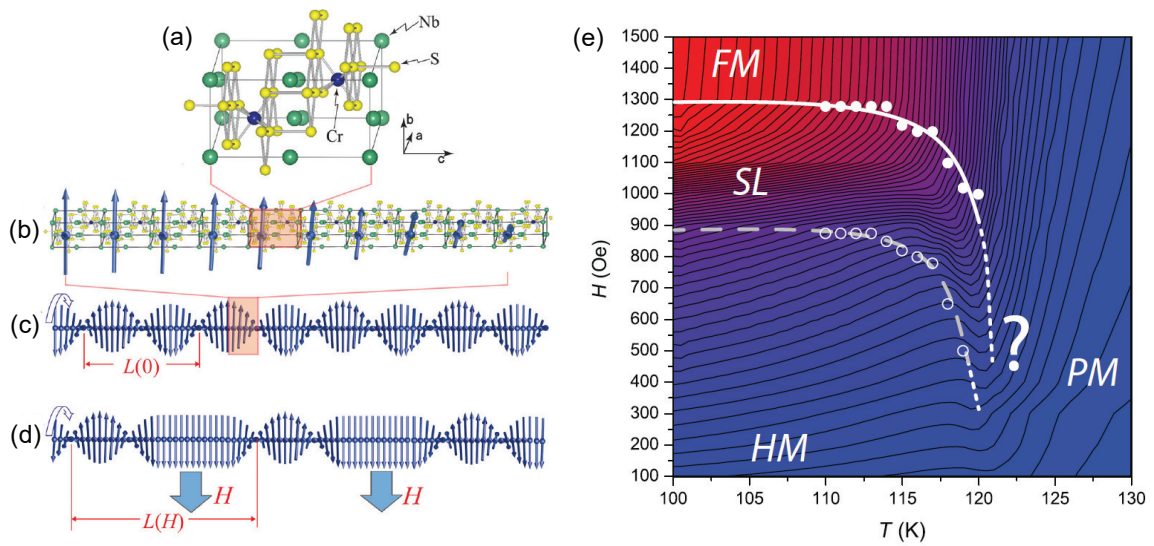 (a)
Nb
S
Cr
b
a
c
(b)
(c)
L(0)
(d)
H
H
L(H)
(e)
1500
1400
1300
1200
1100
1000
900
800
700
600
500
400
300
200
100
H (Oe)
FM
SL
HM
?
PM
100 105 110 115 120 125 130
T (K)